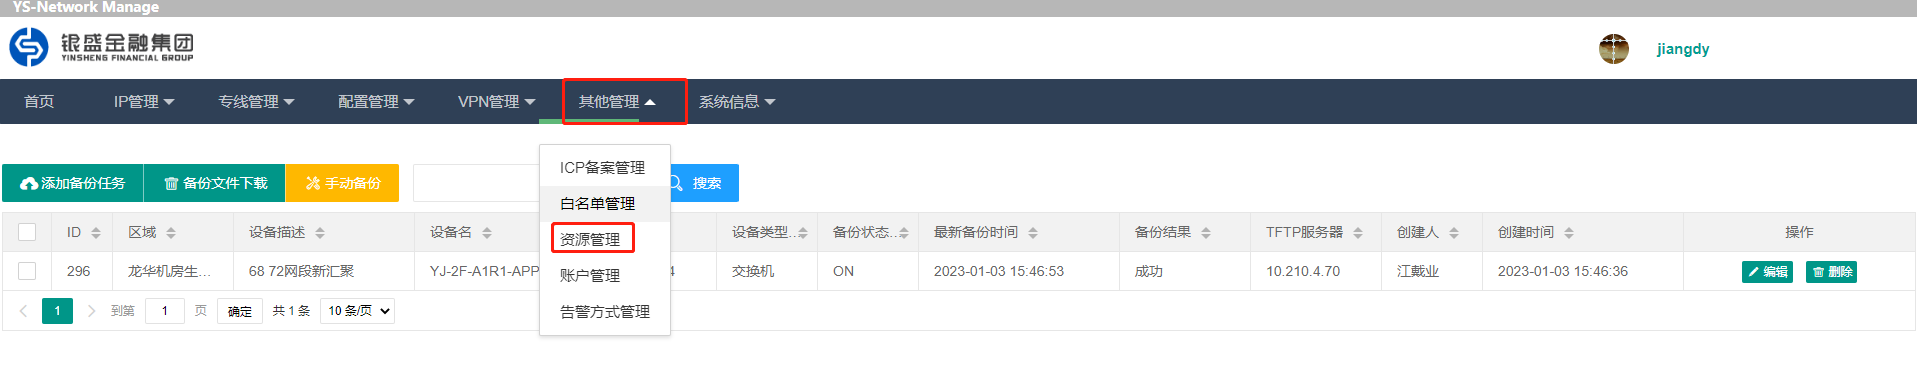 YS-Network Manage
银盛金融集团
YINSHENG FINANCIAL GROUP
jiangdy
首页 IP管理 专线管理 配置管理 VPN管理 其他管理 系统信息
ICP备案管理
白名单管理
资源管理
账户管理
告警方式管理
添加备份任务 备份文件下载 手动备份 搜索
ID 区域 设备描述 设备名 设备类型... 备份状态... 最新备份时间 备份结果 TFTP服务器 创建人 创建时间 操作
296 龙华机房生... 68 72网段新汇聚 YJ-2F-A1R1-APP 4 交换机 ON 2023-01-03 15:46:53 成功 10.210.4.70 江戴业 2023-01-03 15:46:36 编辑 删除
1 到第 1 页 确定 共 1 条 10 条/页